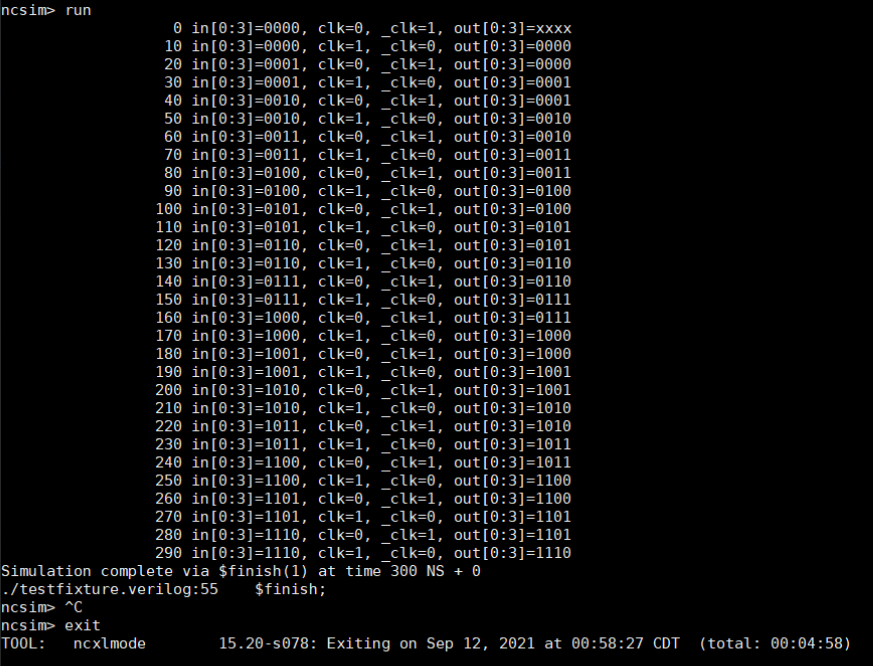 ncsim> run
0 in[0:3]=0000, clk=0, _clk=1, out[0:3]=xxxx
10 in[0:3]=0000, clk=1, _clk=0, out[0:3]=0000
20 in[0:3]=0001, clk=0, _clk=1, out[0:3]=0000
30 in[0:3]=0001, clk=1, _clk=0, out[0:3]=0001
40 in[0:3]=0010, clk=0, _clk=1, out[0:3]=0001
50 in[0:3]=0010, clk=1, _clk=0, out[0:3]=0010
60 in[0:3]=0011, clk=0, _clk=1, out[0:3]=0010
70 in[0:3]=0011, clk=1, _clk=0, out[0:3]=0011
80 in[0:3]=0100, clk=0, _clk=1, out[0:3]=0011
90 in[0:3]=0100, clk=1, _clk=0, out[0:3]=0100
100 in[0:3]=0101, clk=0, _clk=1, out[0:3]=0100
110 in[0:3]=0101, clk=1, _clk=0, out[0:3]=0101
120 in[0:3]=0110, clk=0, _clk=1, out[0:3]=0101
130 in[0:3]=0110, clk=1, _clk=0, out[0:3]=0110
140 in[0:3]=0111, clk=0, _clk=1, out[0:3]=0110
150 in[0:3]=0111, clk=1, _clk=0, out[0:3]=0111
160 in[0:3]=1000, clk=0, _clk=1, out[0:3]=0111
170 in[0:3]=1000, clk=1, _clk=0, out[0:3]=1000
180 in[0:3]=1001, clk=0, _clk=1, out[0:3]=1000
190 in[0:3]=1001, clk=1, _clk=0, out[0:3]=1001
200 in[0:3]=1010, clk=0, _clk=1, out[0:3]=1001
210 in[0:3]=1010, clk=1, _clk=0, out[0:3]=1010
220 in[0:3]=1011, clk=0, _clk=1, out[0:3]=1010
230 in[0:3]=1011, clk=1, _clk=0, out[0:3]=1011
240 in[0:3]=1100, clk=0, _clk=1, out[0:3]=1011
250 in[0:3]=1100, clk=1, _clk=0, out[0:3]=1100
260 in[0:3]=1101, clk=0, _clk=1, out[0:3]=1100
270 in[0:3]=1101, clk=1, _clk=0, out[0:3]=1101
280 in[0:3]=1110, clk=0, _clk=1, out[0:3]=1101
290 in[0:3]=1110, clk=1, _clk=0, out[0:3]=1110
Simulation complete via $finish(1) at time 300 NS + 0
./testfixture.verilog:55    $finish;
ncsim> ^C
ncsim> exit
TOOL:   ncxlmode        15.20-s078: Exiting on Sep 12, 2021 at 00:58:27 CDT  (total: 00:04:58)